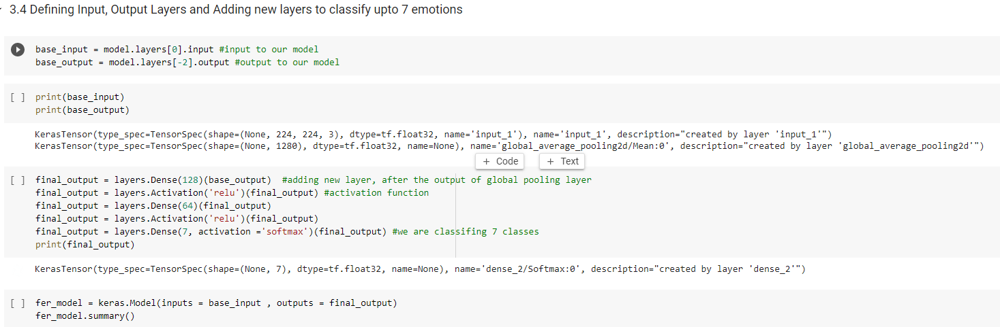 3.4 Defining Input, Output Layers and Adding new layers to classify upto 7 emotions
base_input = model.layers[0].input #input to our model
base_output = model.layers[-2].output #output to our model
[ ] print(base_input)
print(base_output)
KerasTensor(type_spec=TensorSpec(shape=(None, 224, 224, 3), dtype=tf.float32, name='input_1'), name='input_1', description="created by layer 'input_1'")
KerasTensor(type_spec=TensorSpec(shape=(None, 1280), dtype=tf.float32, name=None), name='global_average_pooling2d/Mean:0', description="created by layer 'global_average_pooling2d'")
+ Code + Text
[ ] final_output = layers.Dense(128)(base_output)  #adding new layer, after the output of global pooling layer
final_output = layers.Activation('relu')(final_output) #activation function
final_output = layers.Dense(64)(final_output)
final_output = layers.Activation('relu')(final_output)
final_output = layers.Dense(7, activation ='softmax')(final_output) #we are classifing 7 classes
print(final_output)
KerasTensor(type_spec=TensorSpec(shape=(None, 7), dtype=tf.float32, name=None), name='dense_2/Softmax:0', description="created by layer 'dense_2'")
[ ] fer_model = keras.Model(inputs = base_input , outputs = final_output)
fer_model.summary()